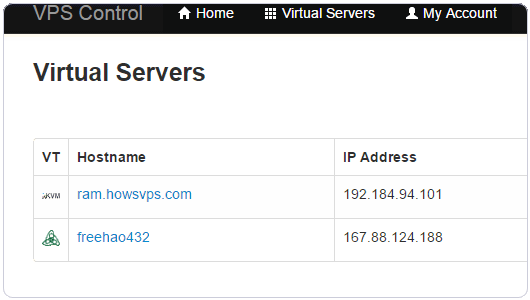 VPS Control Home Virtual Servers My Account
Virtual Servers
VT Hostname IP Address
KVM ram.howsvps.com 192.184.94.101
freehao432 167.88.124.188